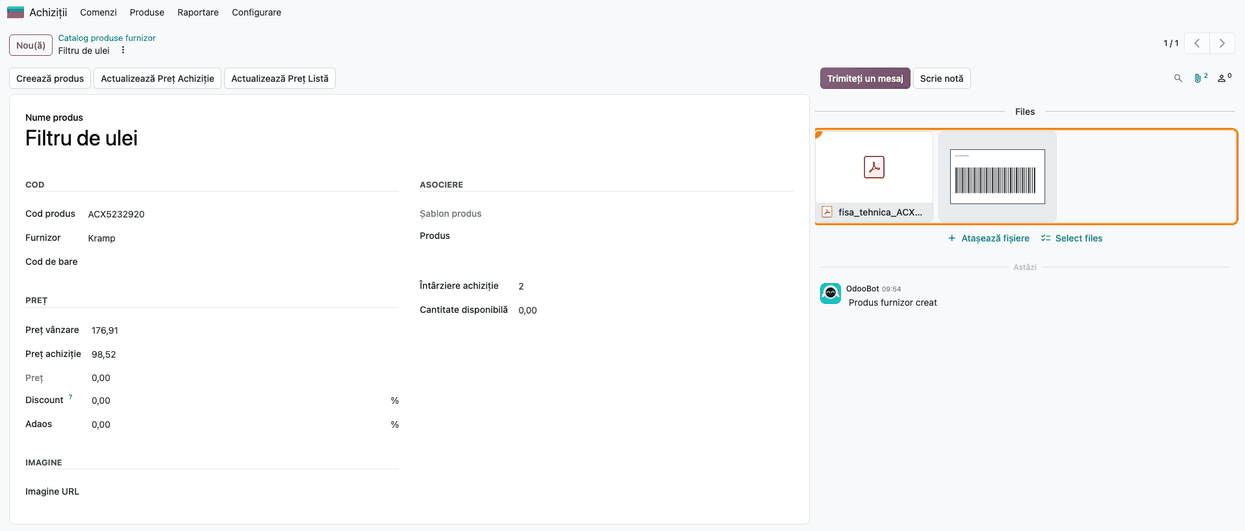 Achiziții Comenzi Produse Raportare Configurare
Nou(ă)
Catalog produse furnizor
Filtru de ulei
1 / 1
Creează produs Actualizează Preț Achiziție Actualizează Preț Listă
Trimiteți un mesaj Scrie notă 2 0
Nume produs
Filtru de ulei
COD
Cod produs ACX5232920
Furnizor Kramp
Cod de bare
PREȚ
Preț vânzare 176,91
Preț achiziție 98,52
Preț 0,00
Discount ? 0,00 %
Adaos 0,00 %
IMAGINE
Imagine URL
ASOCIERE
Șablon produs
Produs
Întârziere achiziție 2
Cantitate disponibilă 0,00
Files
fisa_tehnica_ACX...
+ Atașează fișiere Select files
Astăzi
OdooBot 09:54
Produs furnizor creat